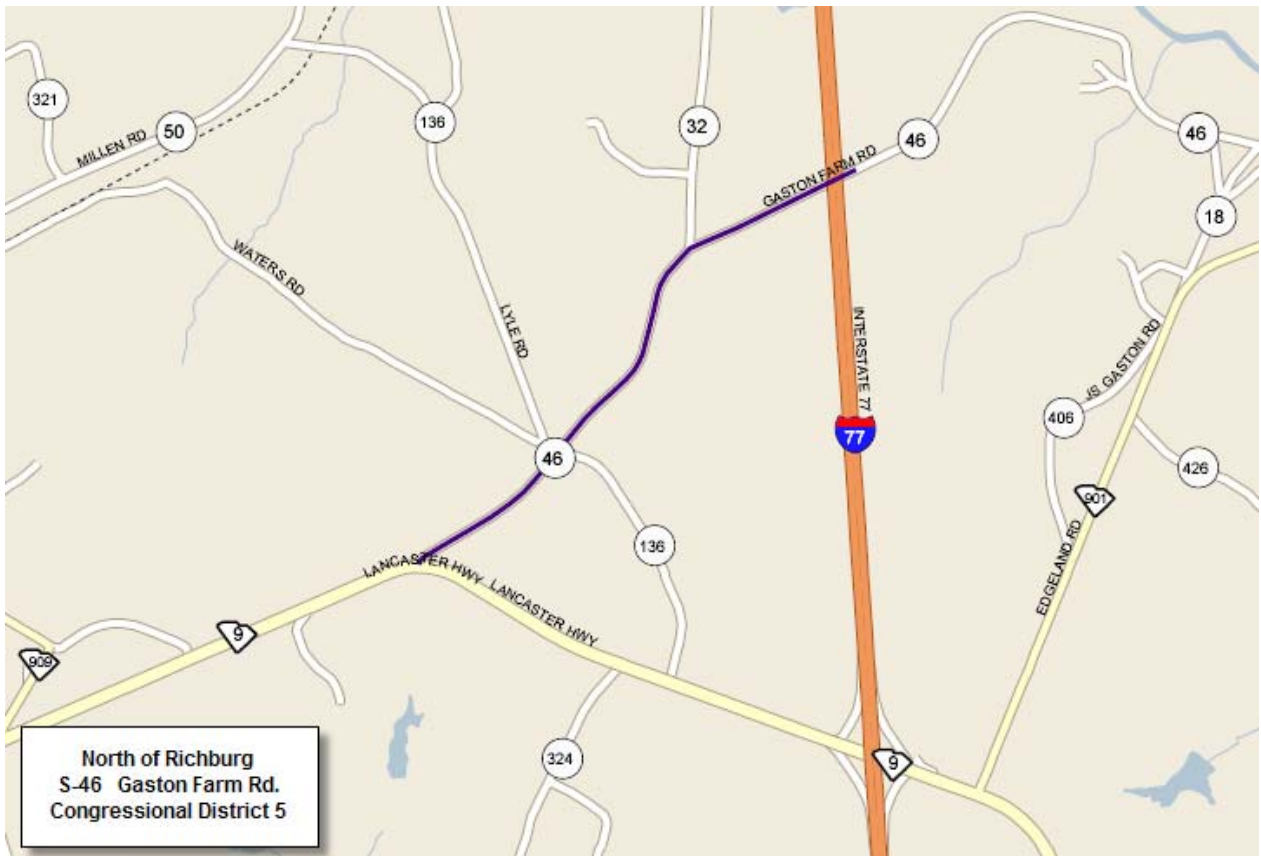 321
MILLEN RD
50
136
32
46
GASTON FARM RD
46
18
WATERS RD
LYLE RD
INTERSTATE 77
77
JS GASTON RD
406
426
901
EDGELAND RD
46
136
LANCASTER HWY
LANCASTER HWY
9
909
324
9
North of Richburg
S-46 Gaston Farm Rd.
Congressional District 5